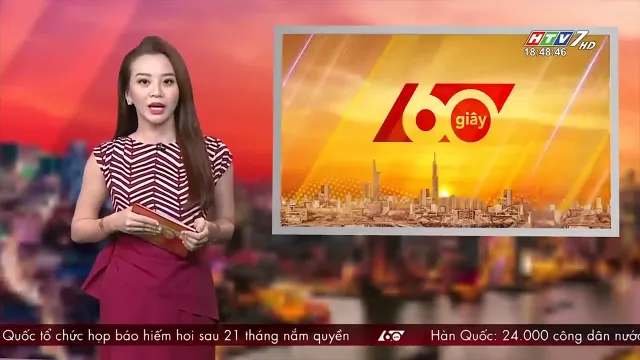 HTV7 HD
18:48:46
60 giây
Quốc tổ chức họp báo hiếm hoi sau 21 tháng nắm quyền 60 Hàn Quốc: 24.000 công dân nướ